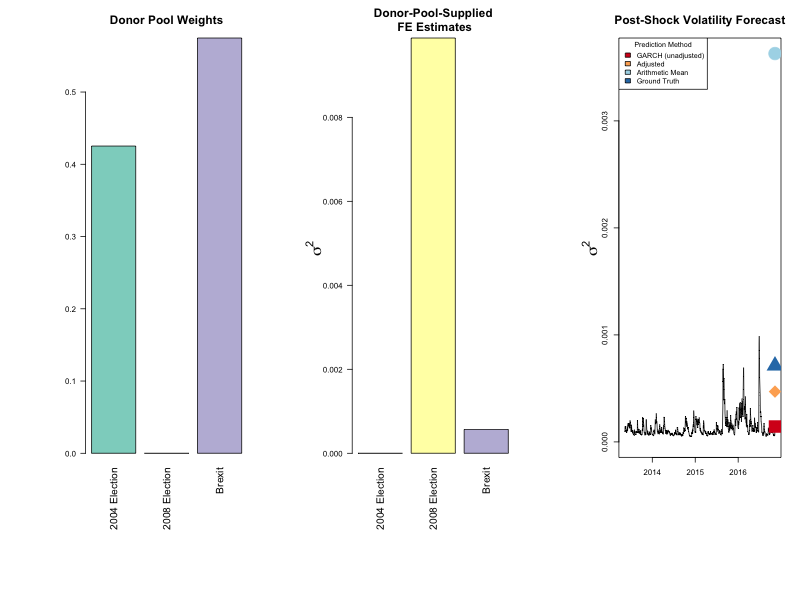 Donor Pool Weights
0.5
0.4
0.3
0.2
0.1
0.0
2004 Election
2008 Election
Brexit
Donor-Pool-Supplied
FE Estimates
σ2
0.008
0.006
0.004
0.002
0.000
2004 Election
2008 Election
Brexit
Post-Shock Volatility Forecast
Prediction Method
GARCH (unadjusted)
Adjusted
Arithmetic Mean
Ground Truth
σ2
0.003
0.002
0.001
0.000
2014
2015
2016